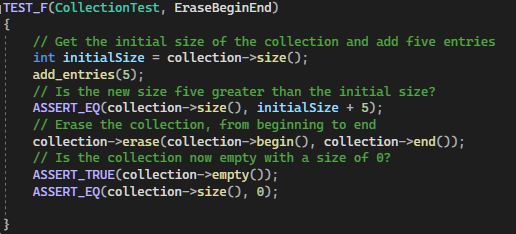 TEST_F(CollectionTest, EraseBeginEnd)
{
// Get the initial size of the collection and add five entries
int initialSize = collection->size();
add_entries(5);
// Is the new size five greater than the initial size?
ASSERT_EQ(collection->size(), initialSize + 5);
// Erase the collection, from beginning to end
collection->erase(collection->begin(), collection->end());
// Is the collection now empty with a size of 0?
ASSERT_TRUE(collection->empty());
ASSERT_EQ(collection->size(), 0);
}